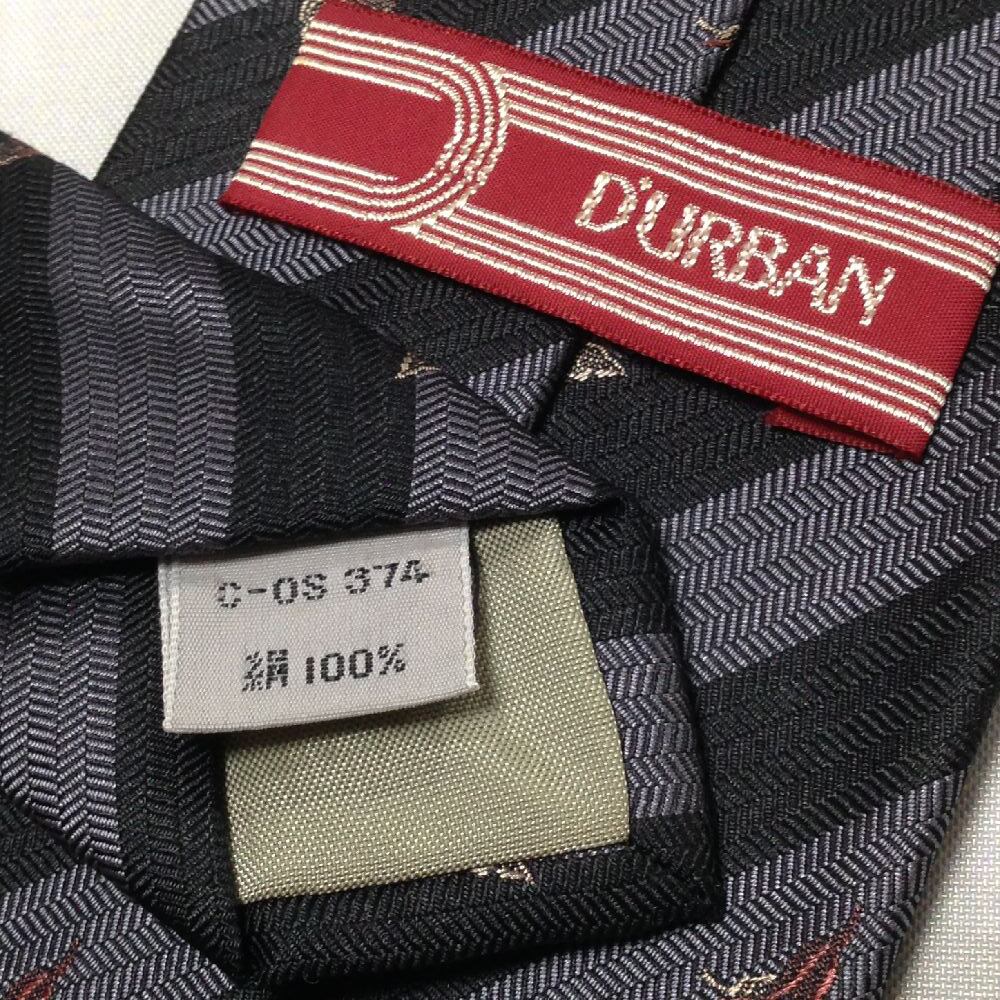 D'URBAN
C-OS 374
絹 100%